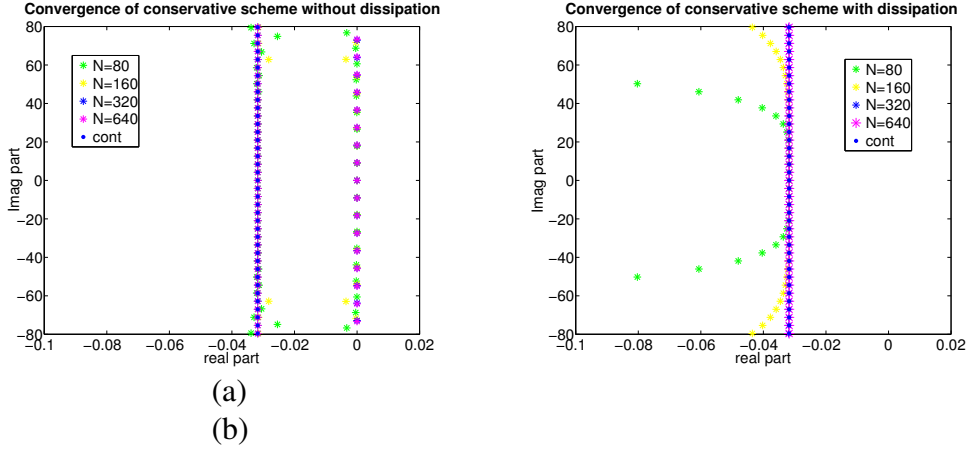 Convergence of conservative scheme without dissipation
80
60
40
20
0
−20
−40
−60
−80
Imag part
N=80
N=160
N=320
N=640
cont
−0.1
−0.08
−0.06
−0.04
−0.02
0
0.02
real part
Convergence of conservative scheme with dissipation
80
60
40
20
0
−20
−40
−60
−80
Imag part
N=80
N=160
N=320
N=640
cont
−0.1
−0.08
−0.06
−0.04
−0.02
0
0.02
real part
(a)
(b)